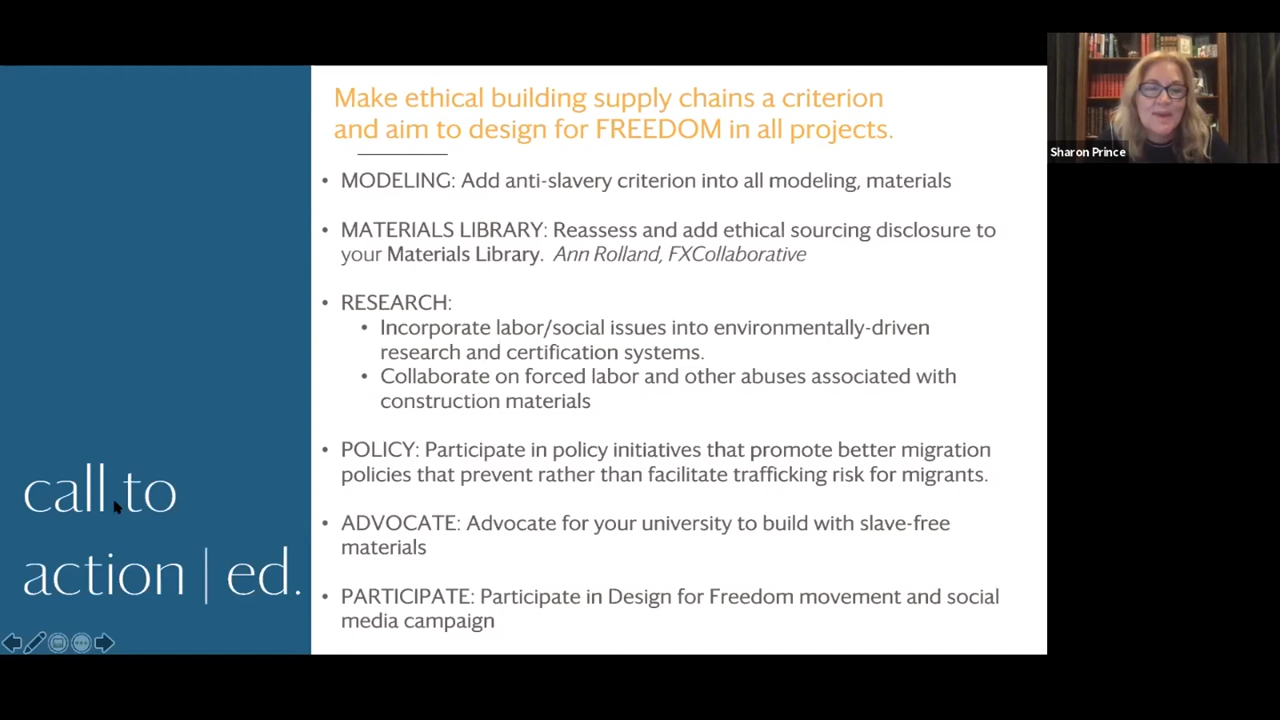 Make ethical building supply chains a criterion
and aim to design for FREEDOM in all projects.
• MODELING: Add anti-slavery criterion into all modeling, materials
• MATERIALS LIBRARY: Reassess and add ethical sourcing disclosure to
your Materials Library. Ann Rolland, FXCollaborative
• RESEARCH:
• Incorporate labor/social issues into environmentally-driven
research and certification systems.
• Collaborate on forced labor and other abuses associated with
construction materials
• POLICY: Participate in policy initiatives that promote better migration
policies that prevent rather than facilitate trafficking risk for migrants.
• ADVOCATE: Advocate for your university to build with slave-free
materials
• PARTICIPATE: Participate in Design for Freedom movement and social
media campaign
call to
action | ed.
Sharon Prince